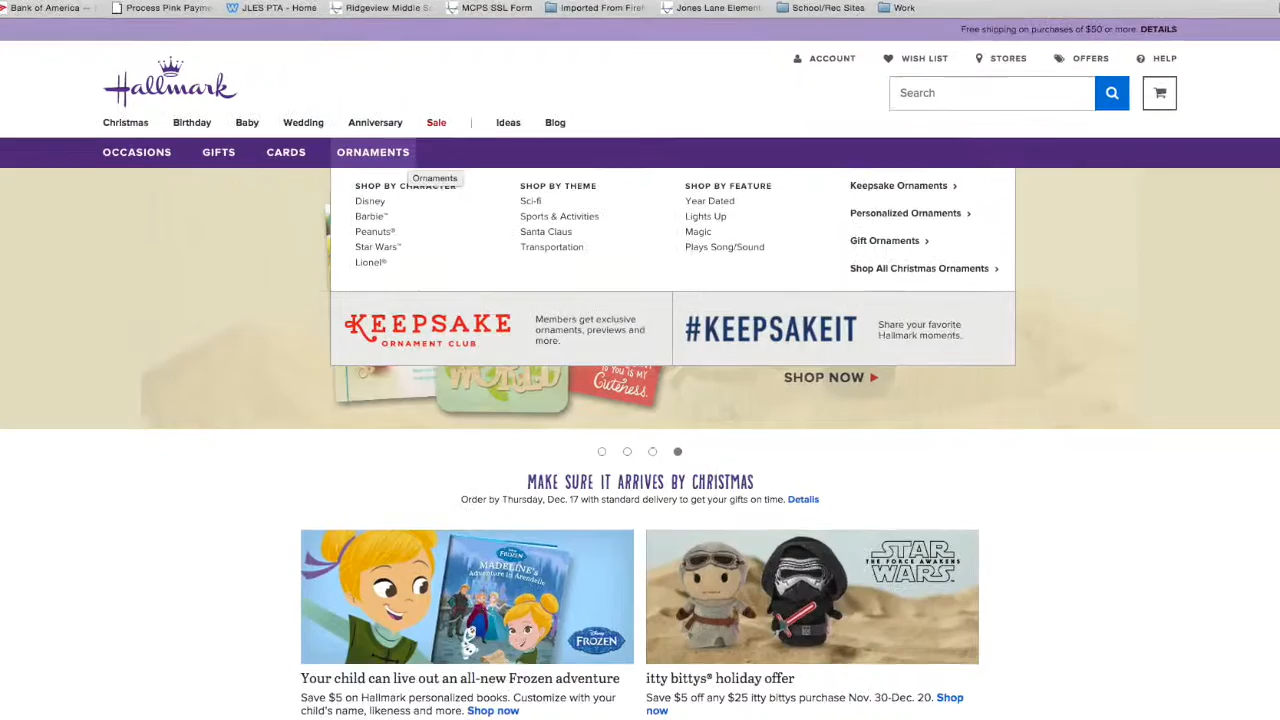 Bank of America —
Process Pink Payme
JLES PTA - Home
Ridgeview Middle Sc
MCPS SSL Form
Imported From Firef
Jones Lane Element
School/Rec Sites
Work
Free shipping on purchases of $50 or more. DETAILS
Hallmark
ACCOUNT
WISH LIST
STORES
OFFERS
HELP
Search
Christmas
Birthday
Baby
Wedding
Anniversary
Sale
|
Ideas
Blog
OCCASIONS
GIFTS
CARDS
ORNAMENTS
Ornaments
SHOP BY CHARACTER
Disney
Barbie™
Peanuts®
Star Wars™
Lionel®
SHOP BY THEME
Sci-fi
Sports & Activities
Santa Claus
Transportation
SHOP BY FEATURE
Year Dated
Lights Up
Magic
Plays Song/Sound
Keepsake Ornaments ›
Personalized Ornaments ›
Gift Ornaments ›
Shop All Christmas Ornaments ›
KEEPSAKE
ORNAMENT CLUB
Members get exclusive
ornaments, previews and
more.
#KEEPSAKEIT
Share your favorite
Hallmark moments.
world
IS YOU IS MY
Cuteness.
SHOP NOW
MAKE SURE IT ARRIVES BY CHRISTMAS
Order by Thursday, Dec. 17 with standard delivery to get your gifts on time. Details
Disney
FROZEN
MADELINE'S
Adventure in Arendelle
Disney
FROZEN
STAR
THE FORCE AWAKENS
WARS
Your child can live out an all-new Frozen adventure
Save $5 on Hallmark personalized books. Customize with your
child's name, likeness and more. Shop now
itty bittys® holiday offer
Save $5 off any $25 itty bittys purchase Nov. 30-Dec. 20. Shop
now